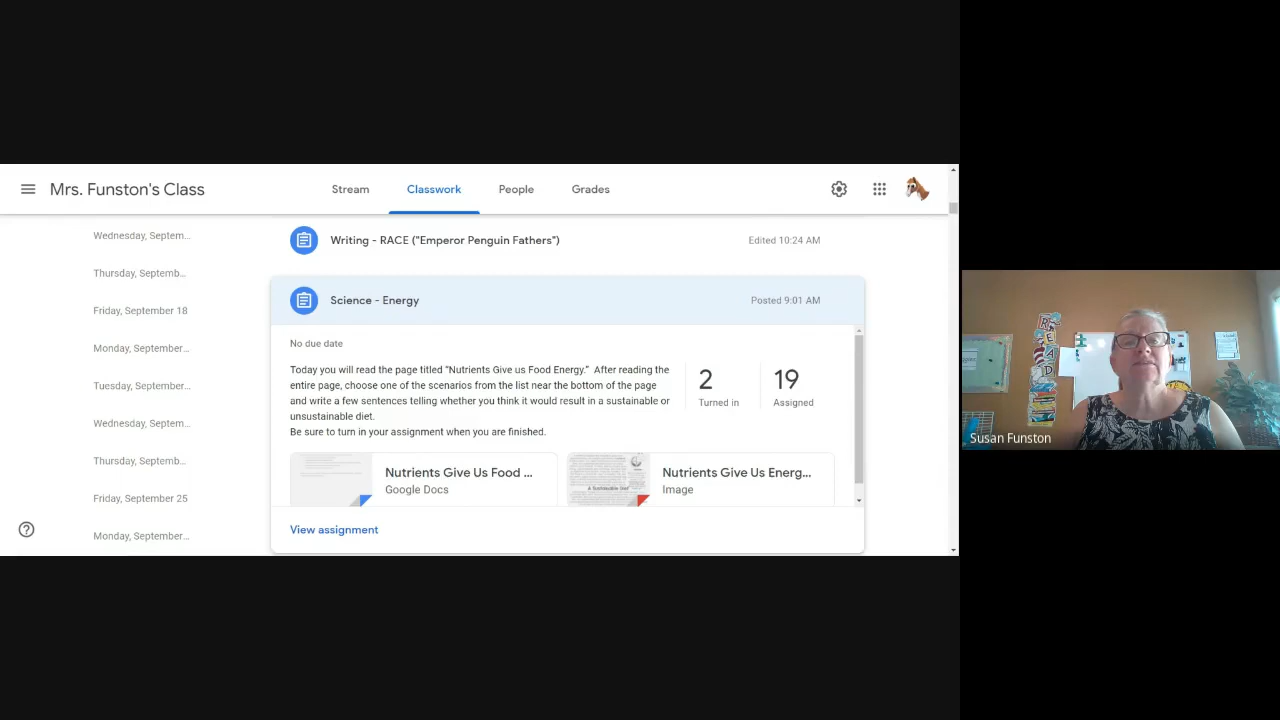 Mrs. Funston's Class
Stream
Classwork
People
Grades
Wednesday, Septem...
Thursday, Septemb...
Friday, September 18
Monday, September...
Tuesday, September...
Wednesday, Septem...
Thursday, Septemb...
Friday, September 25
Monday, September...
Writing - RACE ("Emperor Penguin Fathers")
Edited 10:24 AM
Science - Energy
Posted 9:01 AM
No due date
Today you will read the page titled "Nutrients Give us Food Energy." After reading the
entire page, choose one of the scenarios from the list near the bottom of the page
and write a few sentences telling whether you think it would result in a sustainable or
unsustainable diet.
Be sure to turn in your assignment when you are finished.
2
Turned in
19
Assigned
Nutrients Give Us Food ...
Google Docs
Nutrients Give Us Energ...
Image
View assignment
READ
Susan Funston